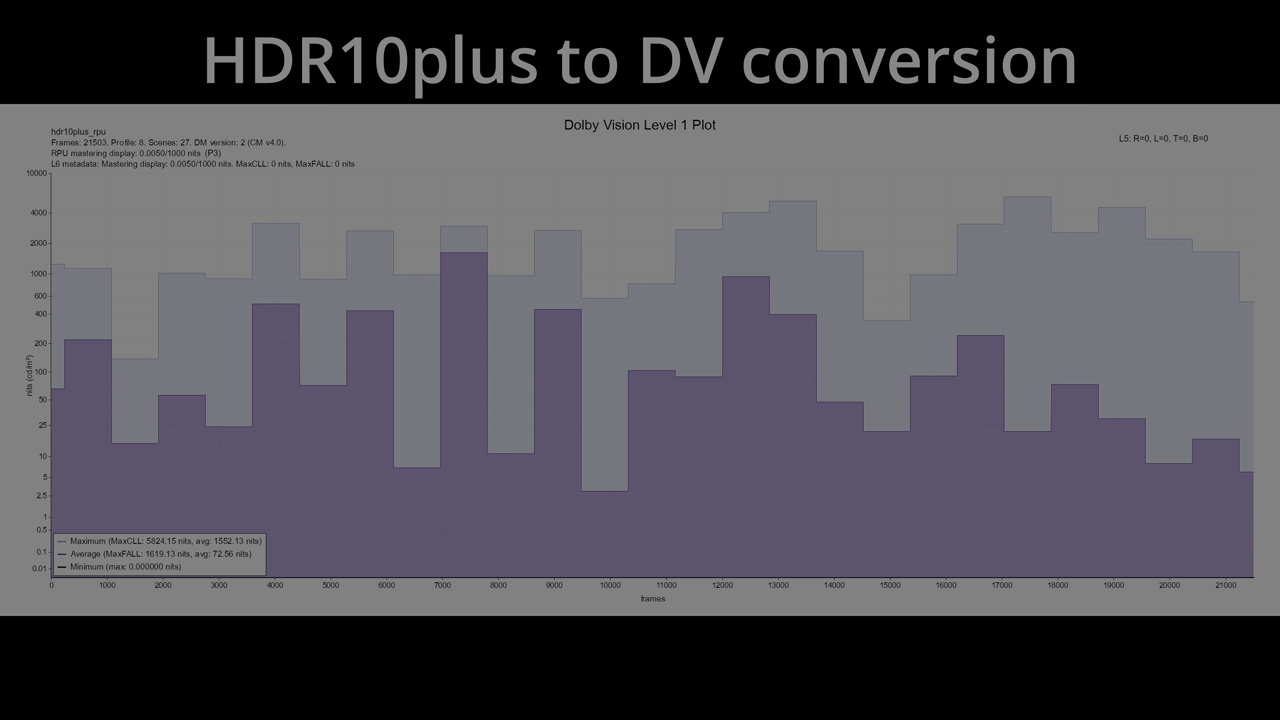 HDR10plus to DV conversion
Dolby Vision Level 1 Plot
hdr10plus_rpu
Frames: 21503. Profile: 8. Scenes: 27. DM version: 2 (CM v4.0).
RPU mastering display: 0.0050/1000 nits (P3)
L6 metadata: Mastering display: 0.0050/1000 nits. MaxCLL: 0 nits, MaxFALL: 0 nits
L5: R=0, L=0, T=0, B=0
nits (cd/m²)
10000
4000
2000
1000
600
400
200
100
50
25
10
5
2.5
1
0.5
0.1
0.01
Maximum (MaxCLL: 5824.15 nits, avg: 1552.13 nits)
Average (MaxFALL: 1619.13 nits, avg: 72.56 nits)
Minimum (max: 0.000000 nits)
0 1000 2000 3000 4000 5000 6000 7000 8000 9000 10000 11000 12000 13000 14000 15000 16000 17000 18000 19000 20000 21000
frames